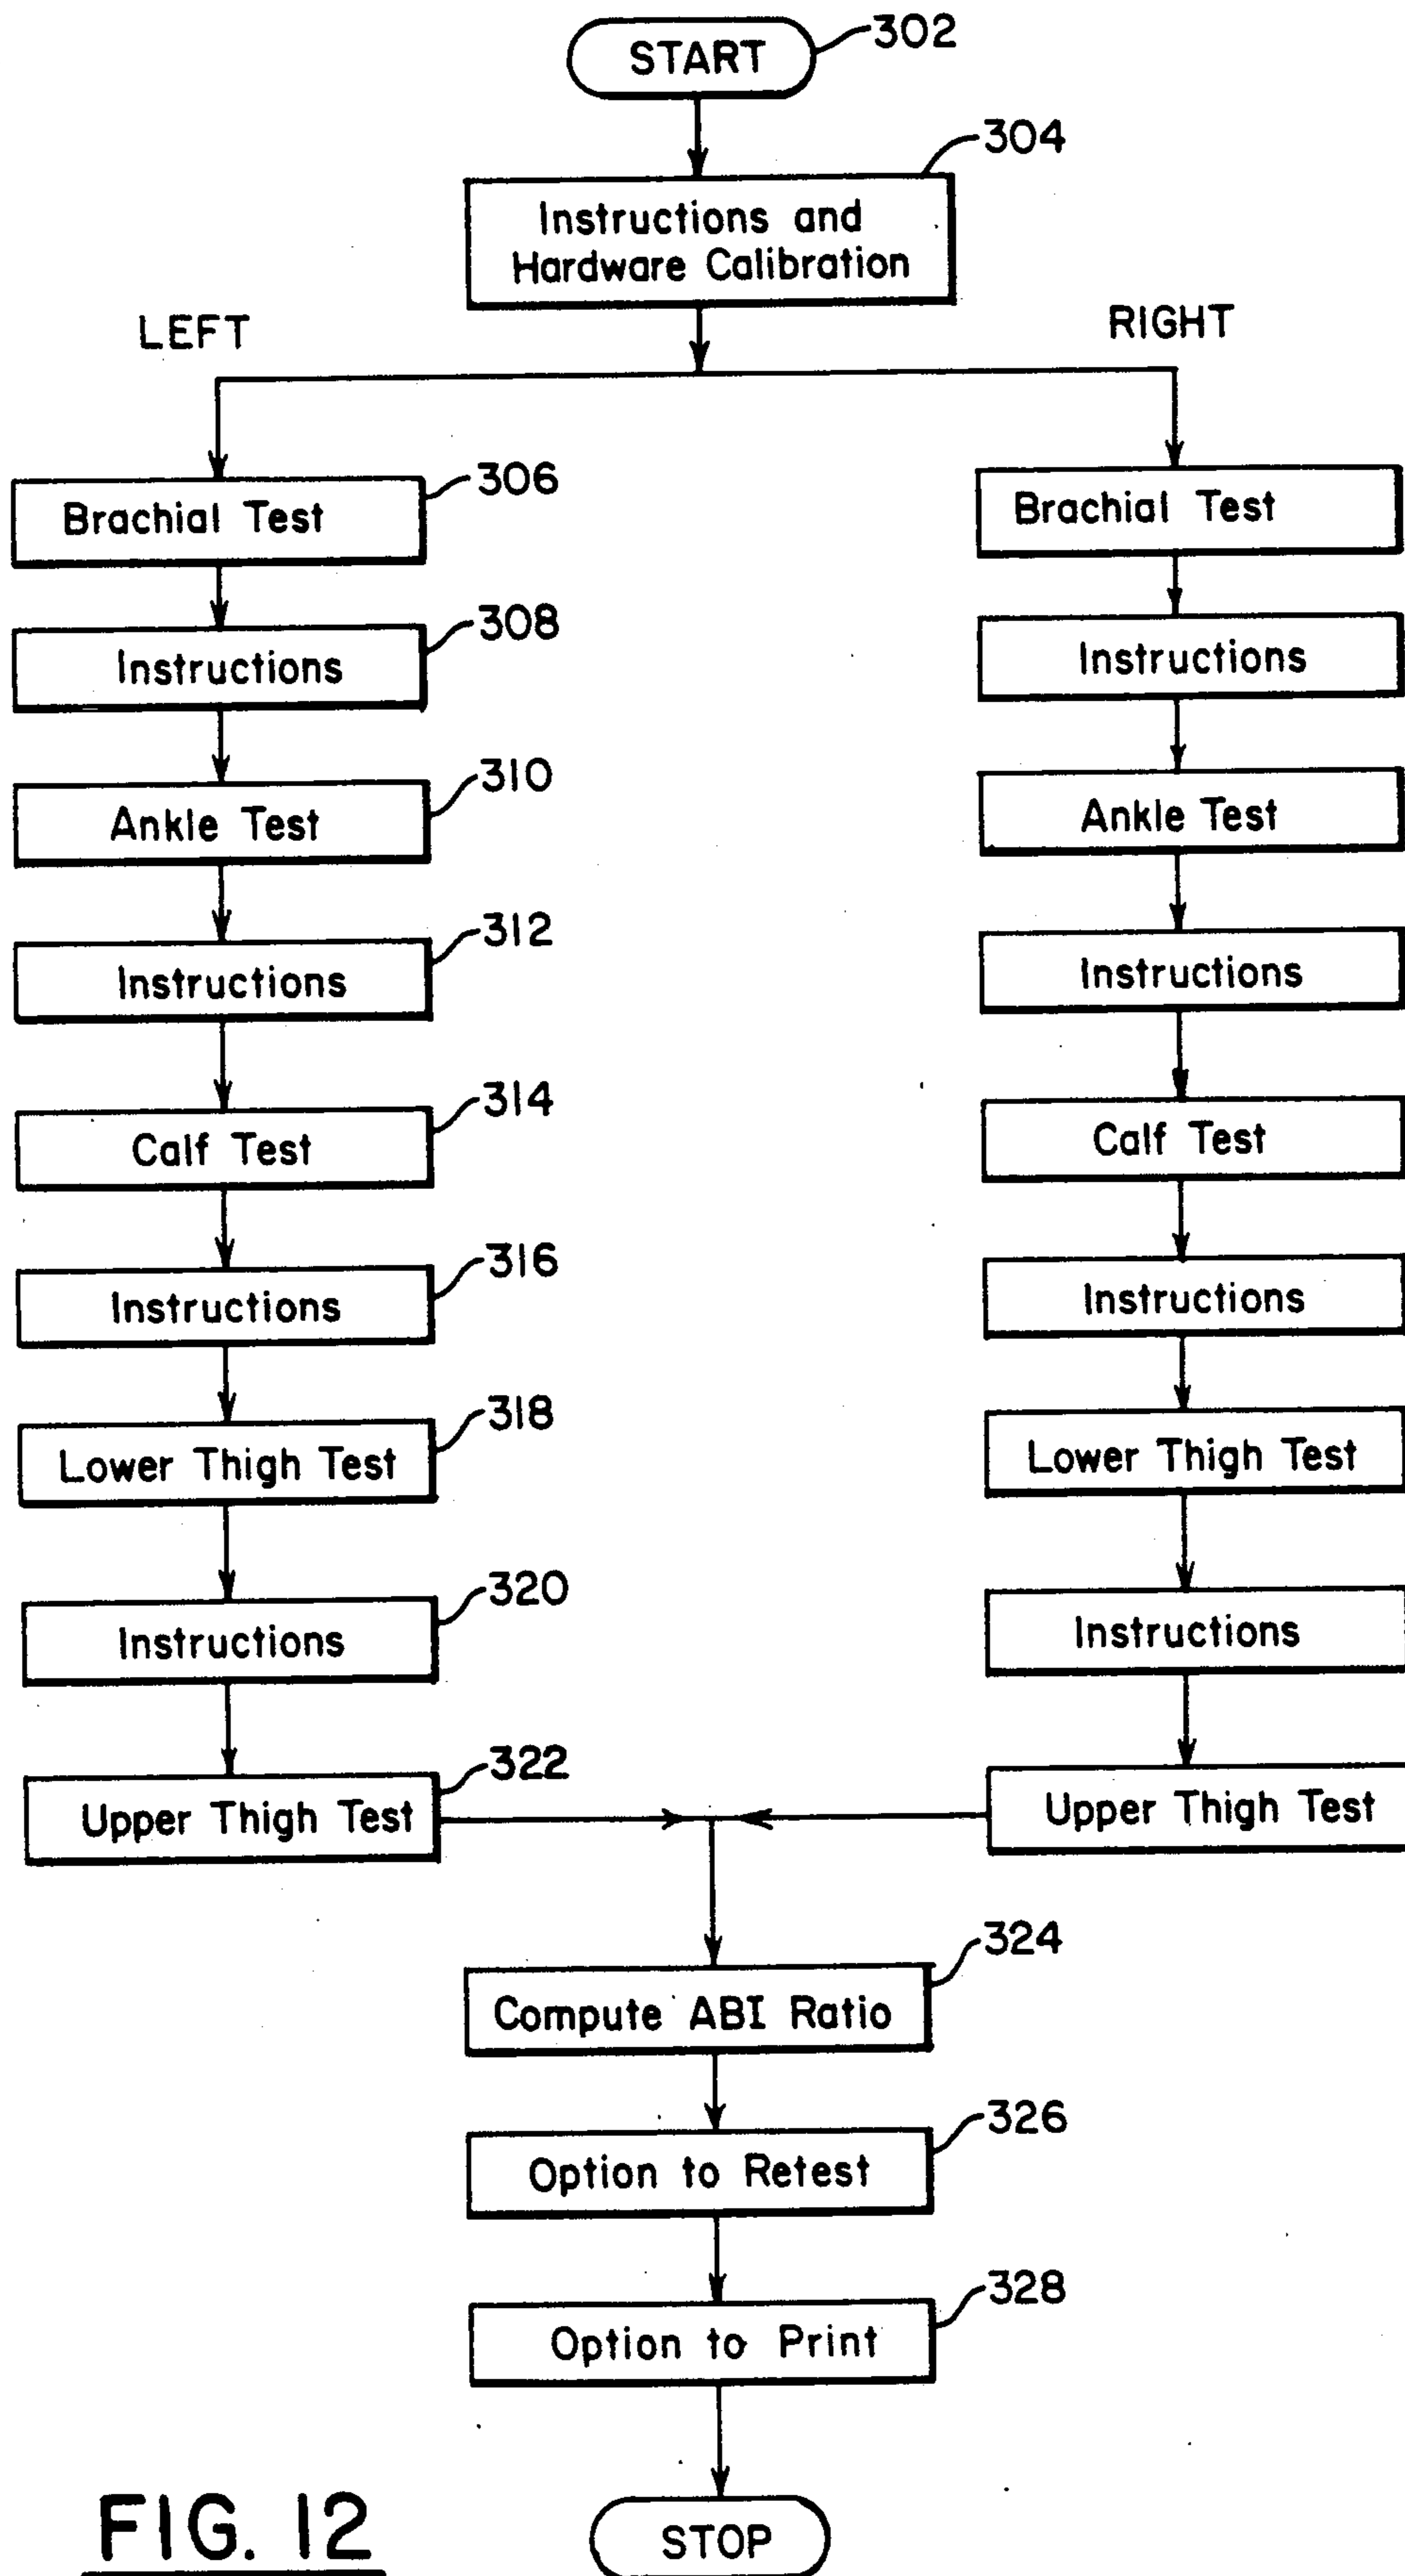 START
302
304
Instructions and
Hardware Calibration
LEFT
RIGHT
Brachial Test
306
Brachial Test
Instructions
308
Instructions
Ankle Test
310
Ankle Test
Instructions
312
Instructions
Calf Test
314
Calf Test
Instructions
316
Instructions
Lower Thigh Test
318
Lower Thigh Test
Instructions
320
Instructions
Upper Thigh Test
322
Upper Thigh Test
324
Compute ABI Ratio
326
Option to Retest
328
Option to Print
STOP
FIG. 12